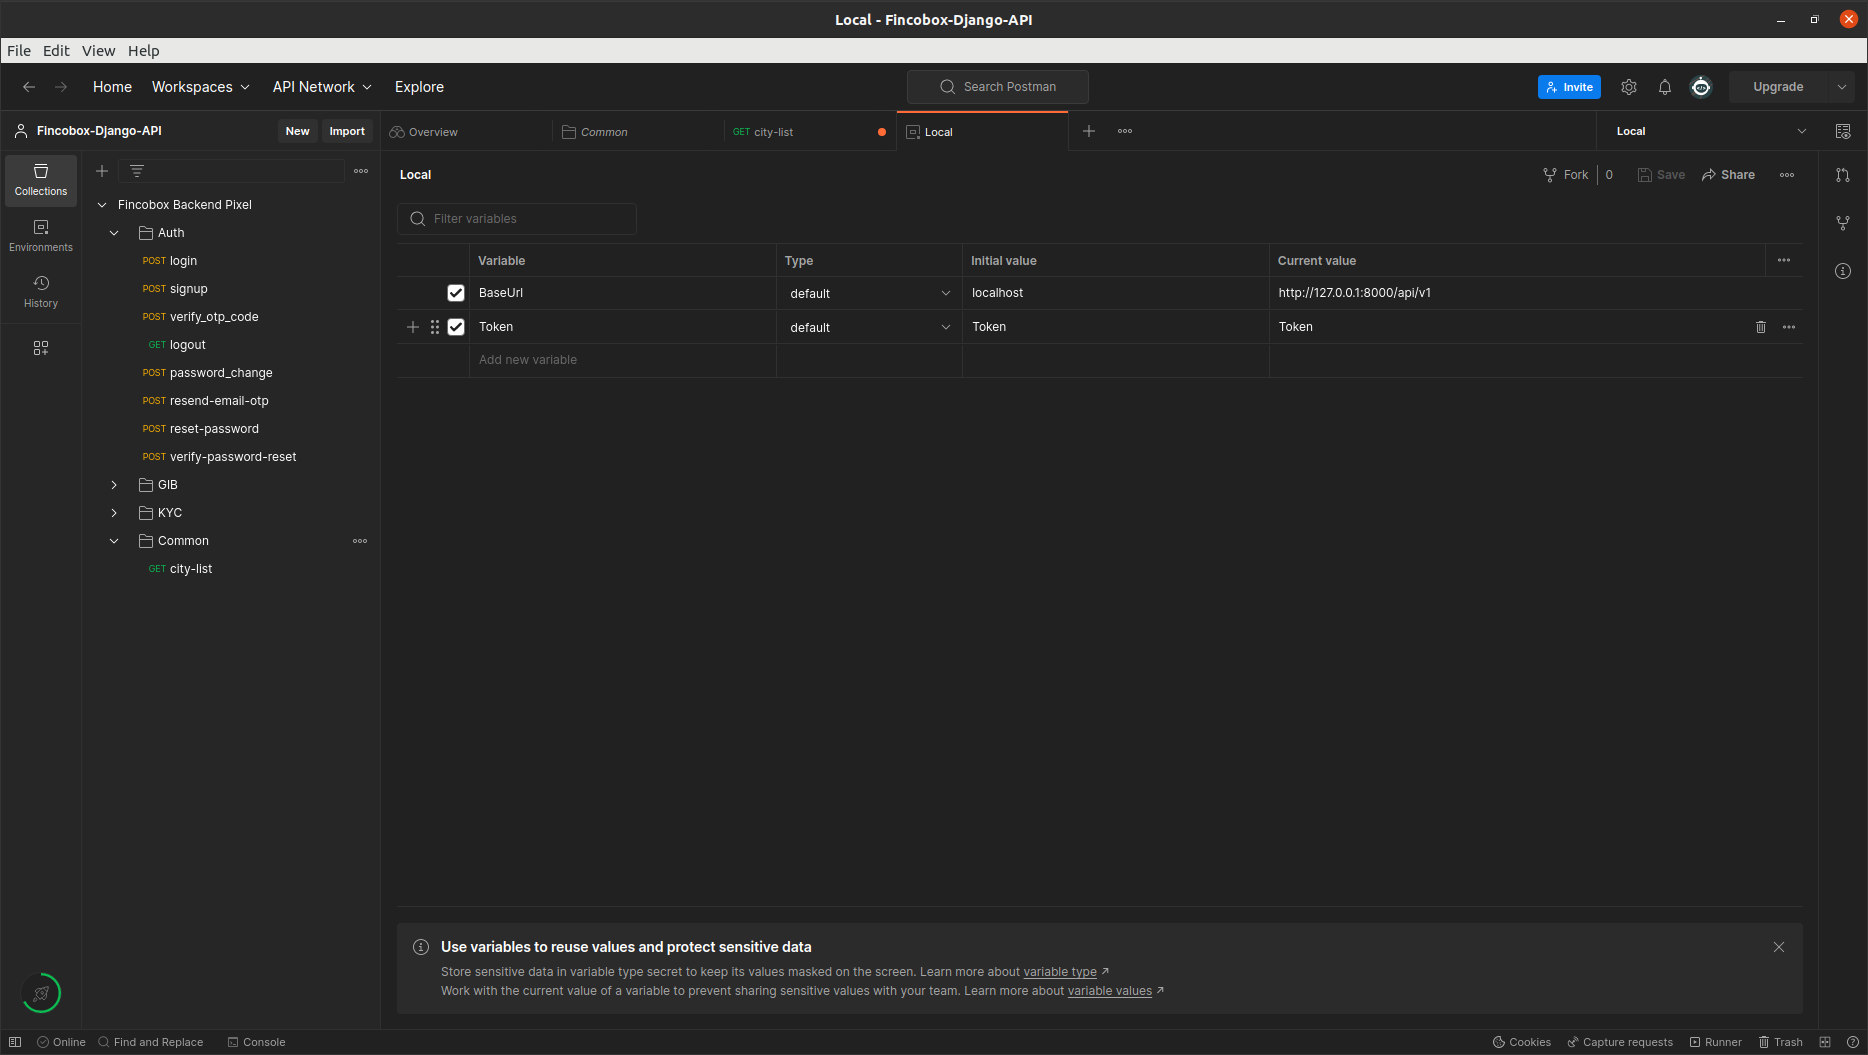 Local - Fincobox-Django-API
File Edit View Help
Home Workspaces API Network Explore
Search Postman
Invite
Upgrade
Fincobox-Django-API
New Import
Overview
Common
GET city-list
Local
Local
Collections
Environments
History
Fincobox Backend Pixel
Auth
POST login
POST signup
POST verify_otp_code
GET logout
POST password_change
POST resend-email-otp
POST reset-password
POST verify-password-reset
GIB
KYC
Common
GET city-list
Local
Fork 0 Save Share
Filter variables
Variable Type Initial value Current value
BaseUrl default localhost http://127.0.0.1:8000/api/v1
Token default Token Token
Add new variable
Use variables to reuse values and protect sensitive data
Store sensitive data in variable type secret to keep its values masked on the screen. Learn more about variable type
Work with the current value of a variable to prevent sharing sensitive values with your team. Learn more about variable values
Online Find and Replace Console
Cookies Capture requests Runner Trash